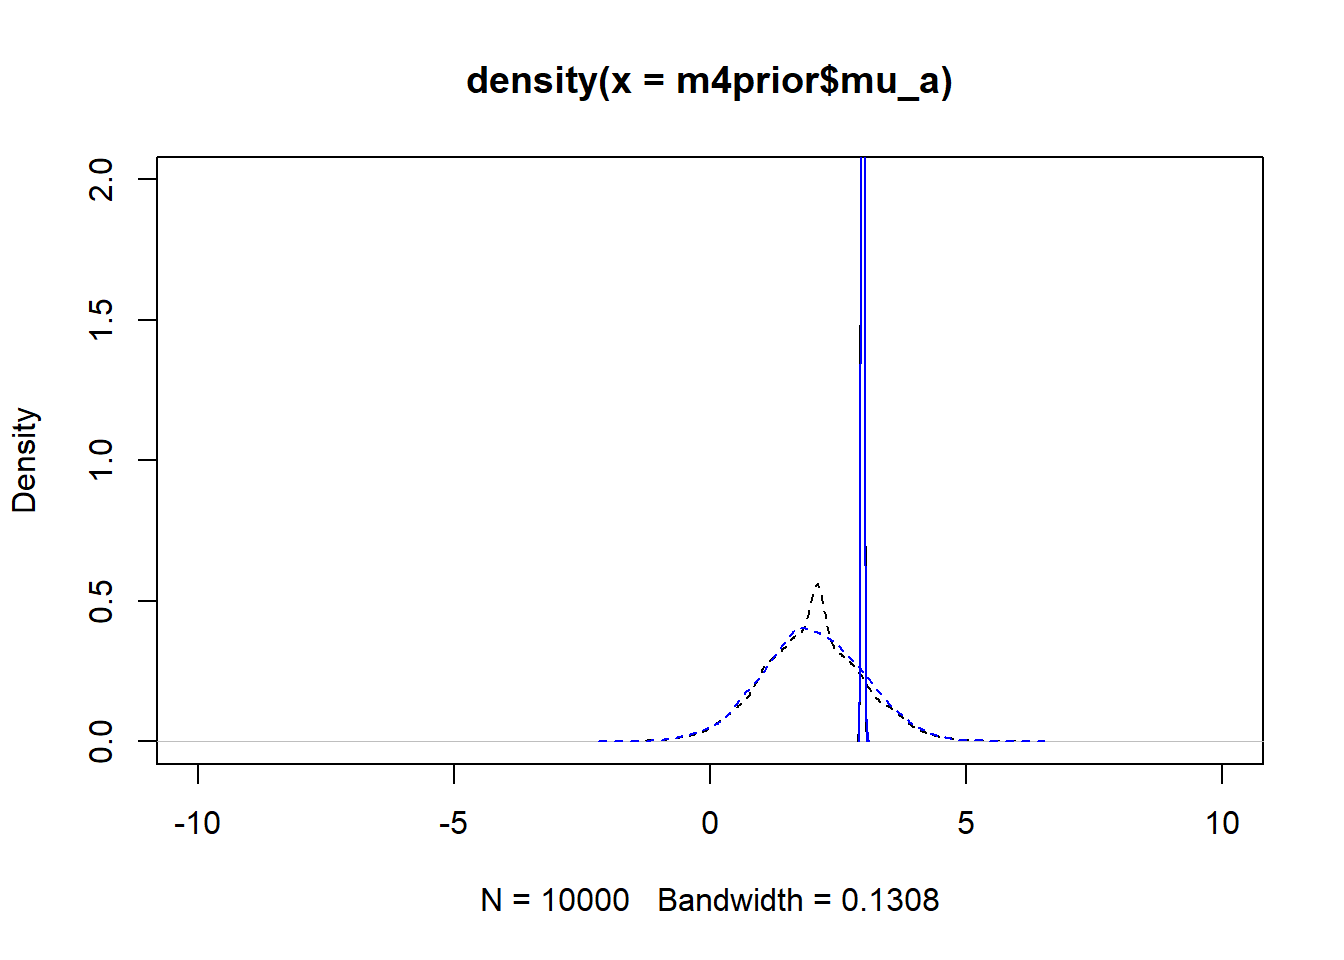 density(x = m4prior$mu_a)
2.0
1.5
1.0
0.5
0.0
Density
-10 -5 0 5 10
N = 10000 Bandwidth = 0.1308